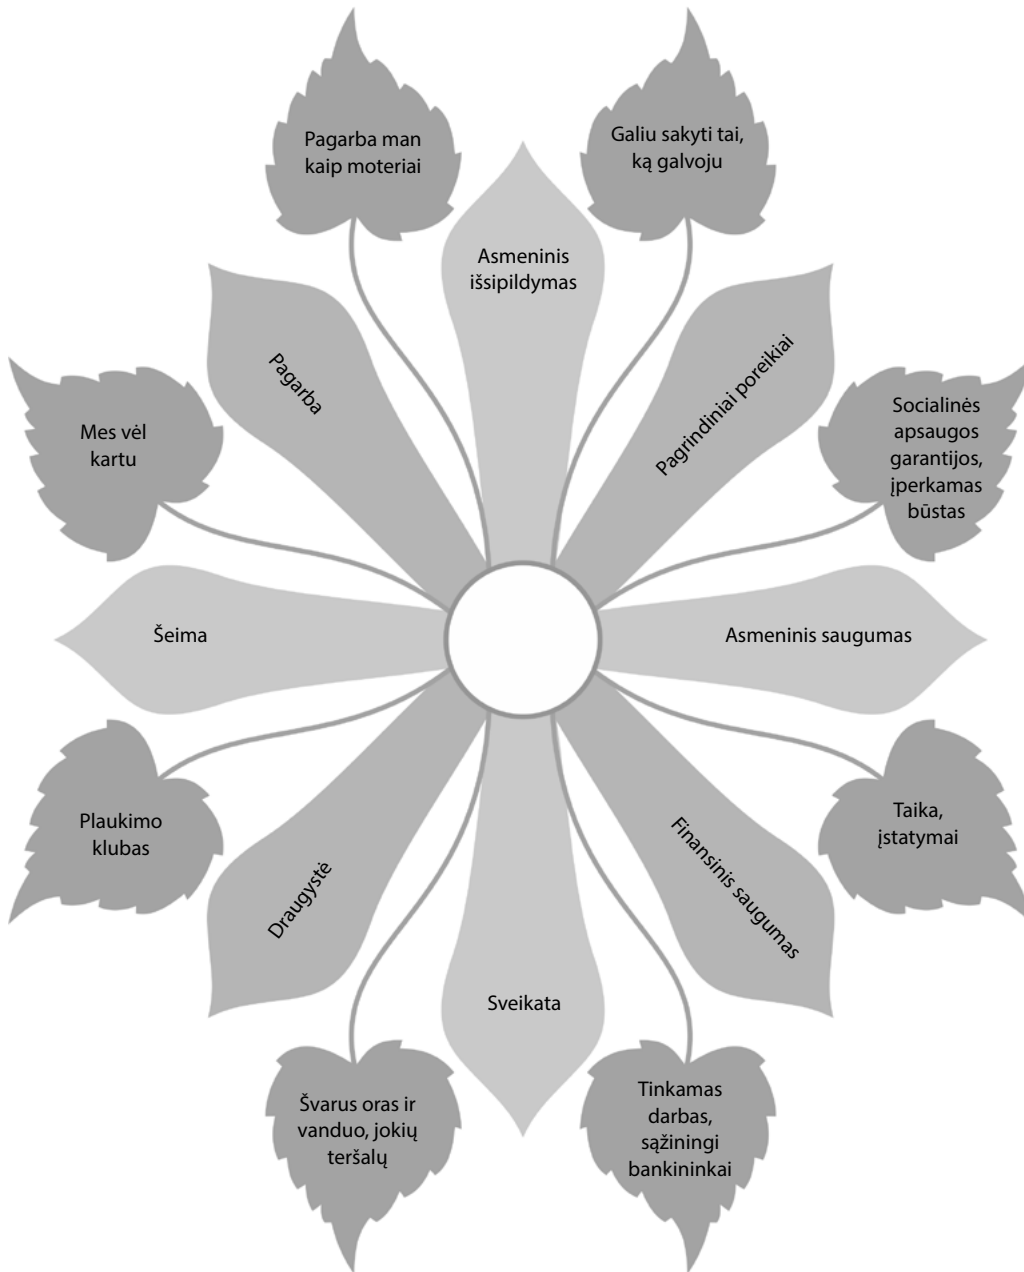 Pagarba man
kaip moteriai
Galiu sakyti tai,
ką galvoju
Asmeninis
išsipildymas
Pagarba
Pagrindiniai poreikiai
Mes vėl
kartu
Socialinės
apsaugos
garantijos,
įperkamas
būstas
Šeima
Asmeninis saugumas
Plaukimo
klubas
Taika,
įstatymai
Draugystė
Finansinis saugumas
Sveikata
Švarus oras ir
vanduo, jokių
teršalų
Tinkamas
darbas,
sąžiningi
bankininkai